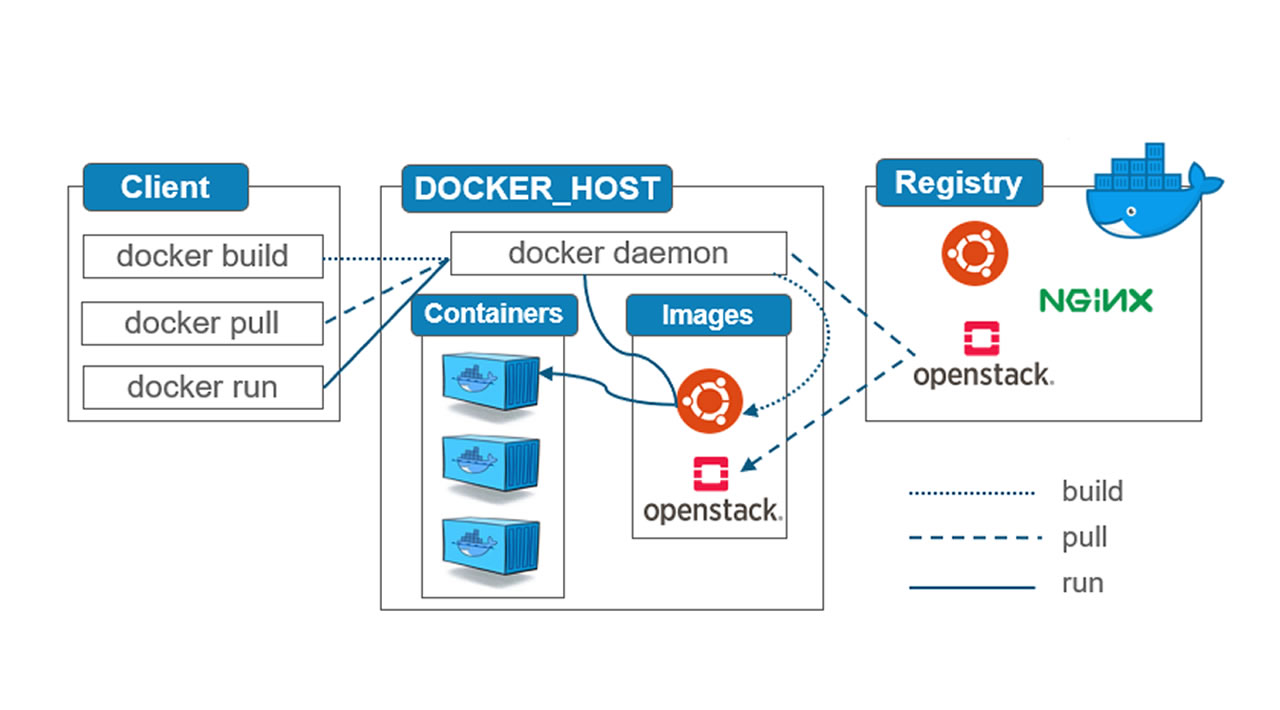 Client
docker build
docker pull
docker run
DOCKER_HOST
docker daemon
Containers
Images
openstack.
Registry
NGINX
openstack.
build
pull
run